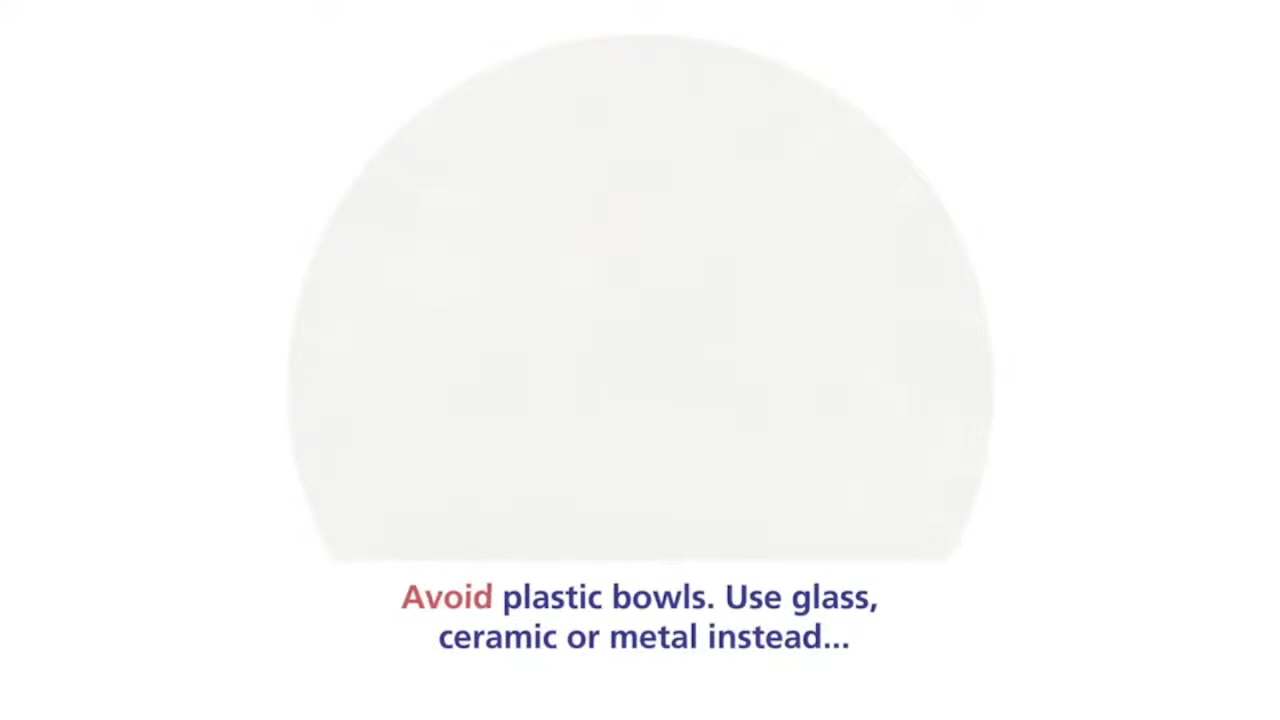 Avoid plastic bowls. Use glass,
ceramic or metal instead...